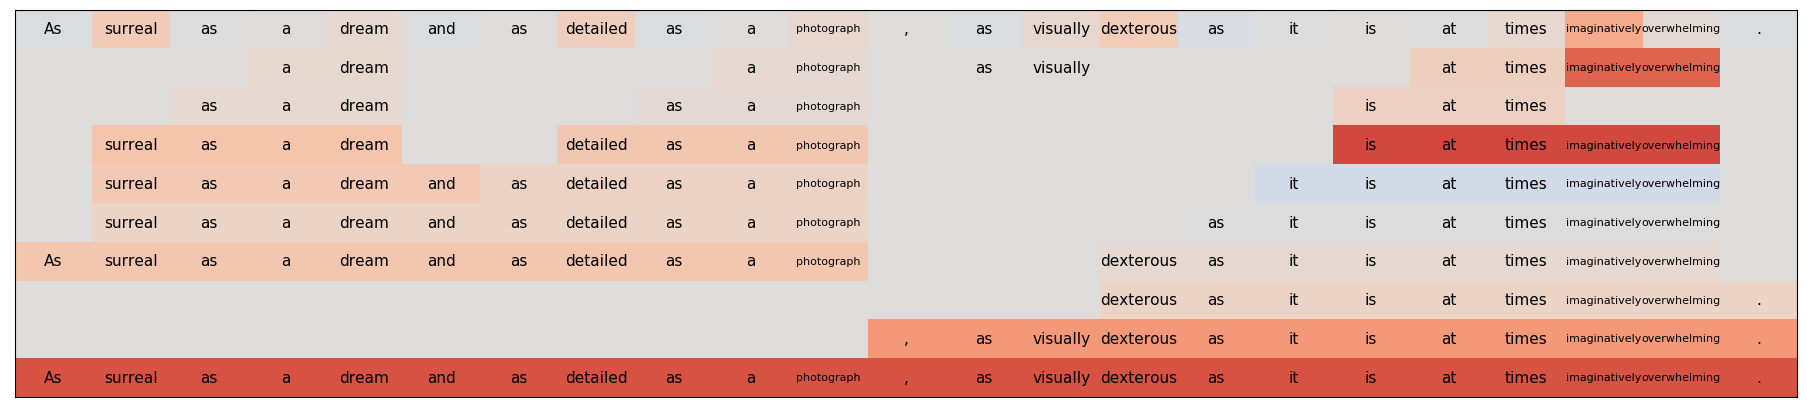 As surreal as a dream and as detailed as a photograph , as visually dexterous as it is at times imaginatively overwhelming .
a dream a photograph as visually at times imaginatively overwhelming
as a dream as a photograph is at times
surreal as a dream detailed as a photograph is at times imaginatively overwhelming
surreal as a dream and as detailed as a photograph it is at times imaginatively overwhelming
surreal as a dream and as detailed as a photograph as it is at times imaginatively overwhelming
As surreal as a dream and as detailed as a photograph dexterous as it is at times imaginatively overwhelming
dexterous as it is at times imaginatively overwhelming .
, as visually dexterous as it is at times imaginatively overwhelming .
As surreal as a dream and as detailed as a photograph , as visually dexterous as it is at times imaginatively overwhelming .